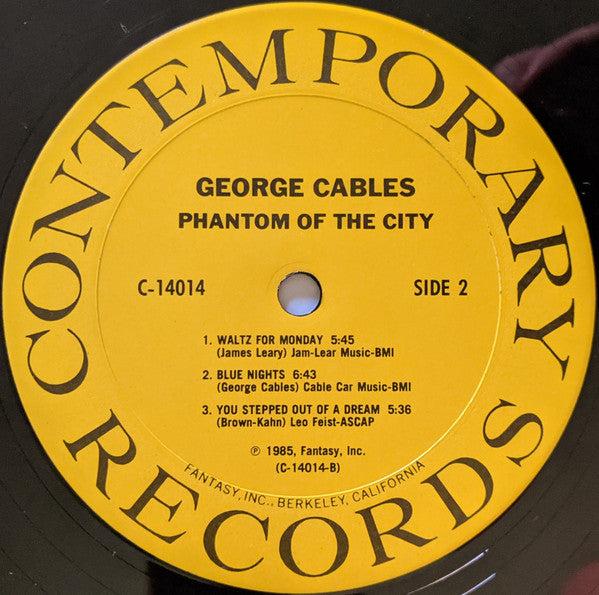 CONTEMPORARY RECORDS
GEORGE CABLES
PHANTOM OF THE CITY
C-14014
SIDE 2
1. WALTZ FOR MONDAY 5:45
(James Leary) Jam-Lear Music-BMI
2. BLUE NIGHTS 6:43
(George Cables) Cable Car Music-BMI
3. YOU STEPPED OUT OF A DREAM 5:36
(Brown-Kahn) Leo Feist-ASCAP
℗ 1985, Fantasy, Inc.
(C-14014-B)
FANTASY, INC., BERKELEY, CALIFORNIA